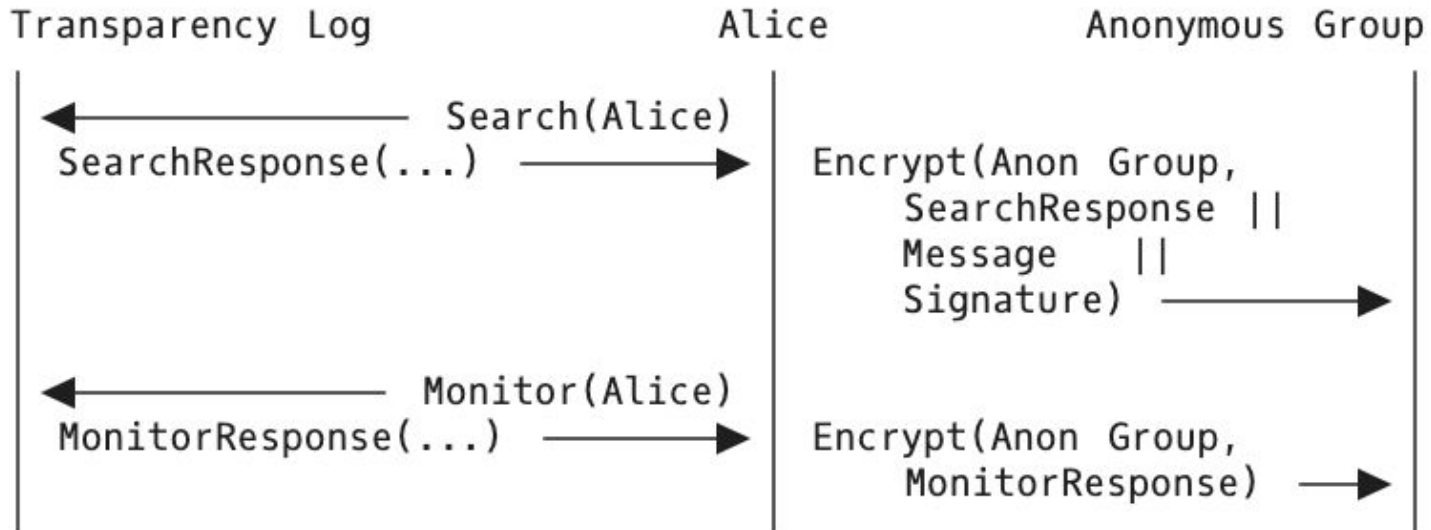 Transparency Log Alice Anonymous Group
Search(Alice)
SearchResponse(...) Encrypt(Anon Group,
SearchResponse ||
Message ||
Signature)
Monitor(Alice)
MonitorResponse(...) Encrypt(Anon Group,
MonitorResponse)